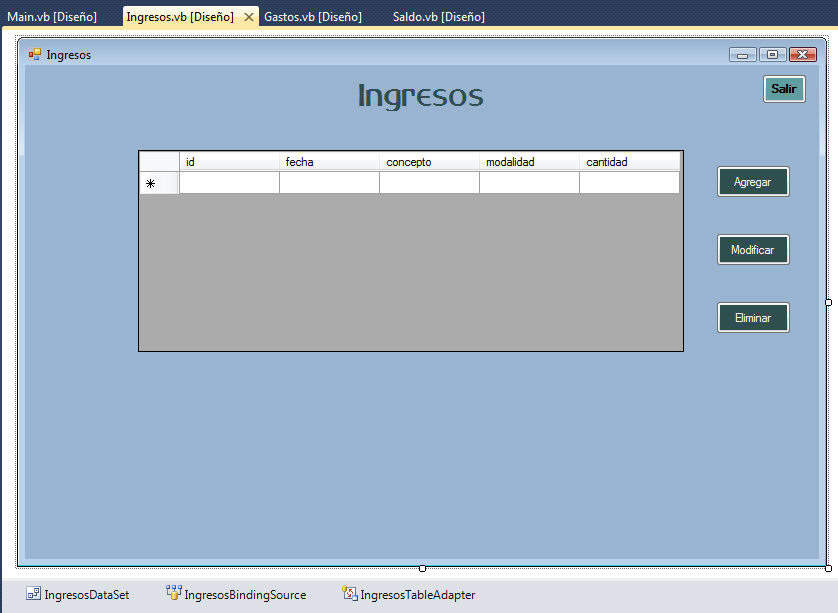 Main.vb [Diseño] Ingresos.vb [Diseño] Gastos.vb [Diseño] Saldo.vb [Diseño]
Ingresos
Ingresos
Salir
id fecha concepto modalidad cantidad
Agregar
Modificar
Eliminar
IngresosDataSet IngresosBindingSource IngresosTableAdapter